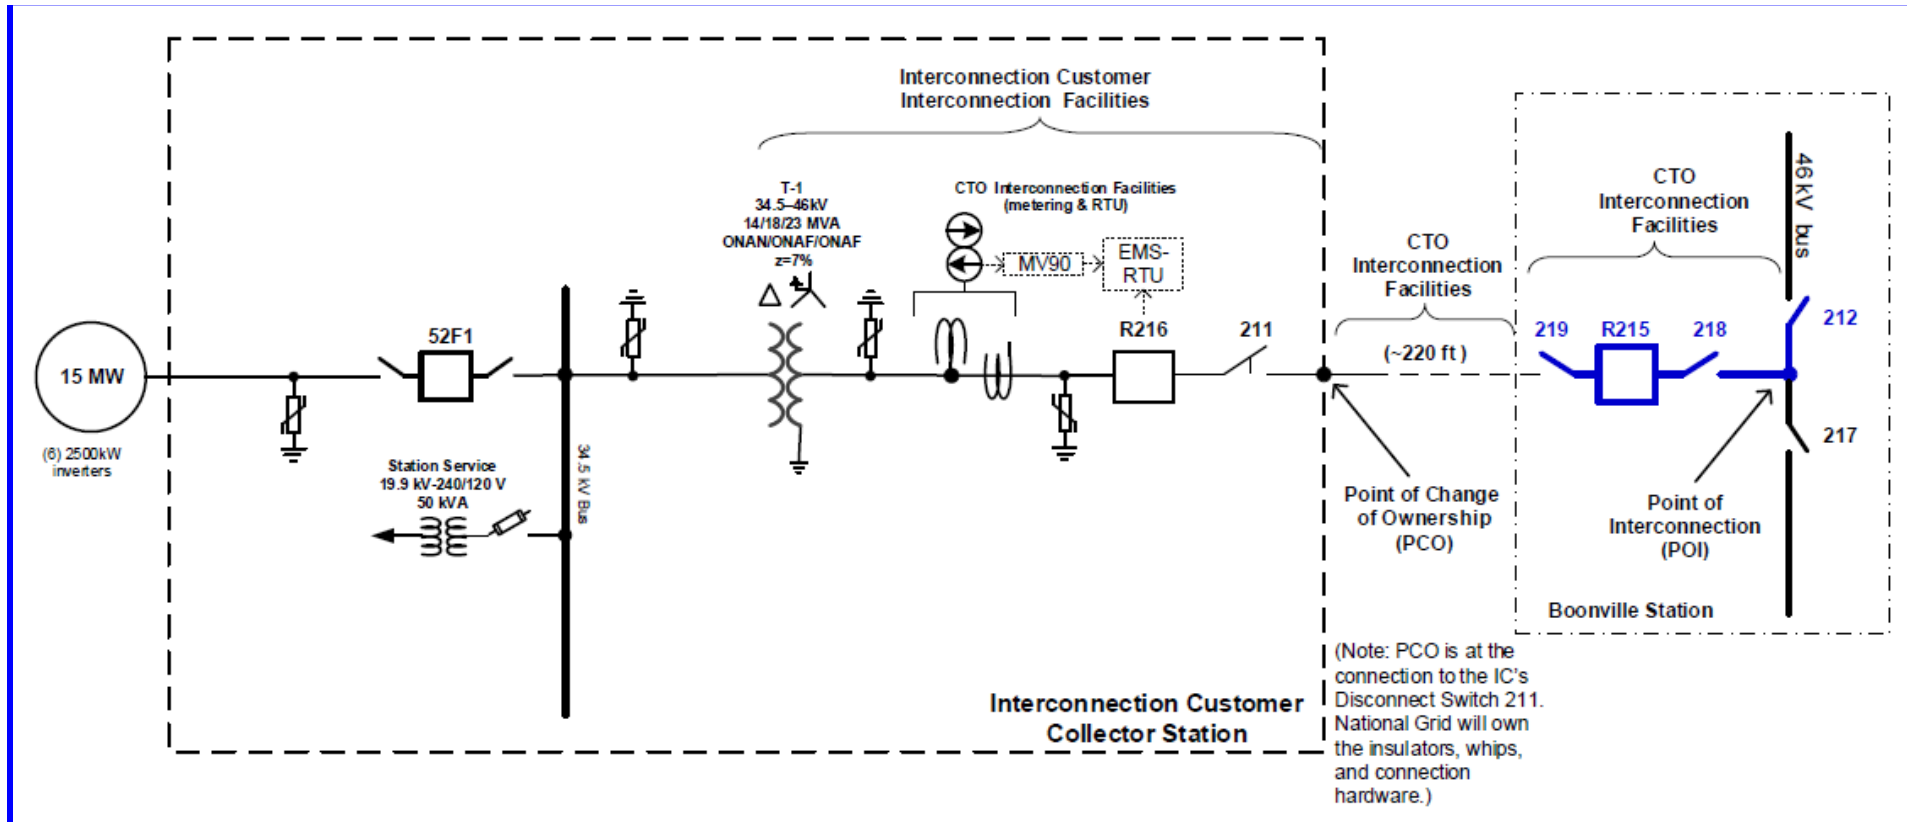 Interconnection Customer
Interconnection Facilities
T-1
34.5–46kV
14/18/23 MVA
ONAN/ONAF/ONAF
z=7%
CTO Interconnection Facilities
(metering & RTU)
MV90
EMS-
RTU
R216
211
15 MW
(6) 2500kW
inverters
52F1
Station Service
19.9 kV-240/120 V
50 kVA
34.5 kV Bus
Interconnection Customer
Collector Station
CTO
Interconnection
Facilities
(~220 ft )
Point of Change
of Ownership
(PCO)
(Note: PCO is at the
connection to the IC's
Disconnect Switch 211.
National Grid will own
the insulators, whips,
and connection
hardware.)
CTO
Interconnection
Facilities
46 kV bus
219
R215
218
212
217
Point of
Interconnection
(POI)
Boonville Station